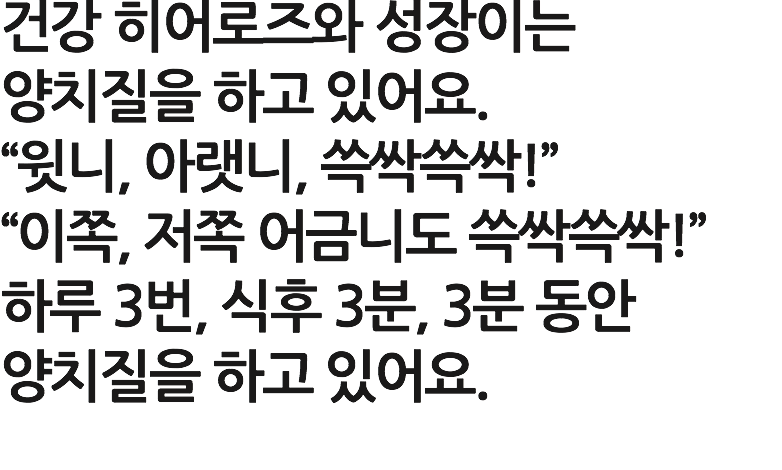 건강 히어로즈와 성장이는
양치질을 하고 있어요.
“윗니, 아랫니, 쓱싹쓱싹!”
“이쪽, 저쪽 어금니도 쓱싹쓱싹!”
하루 3번, 식후 3분, 3분 동안
양치질을 하고 있어요.